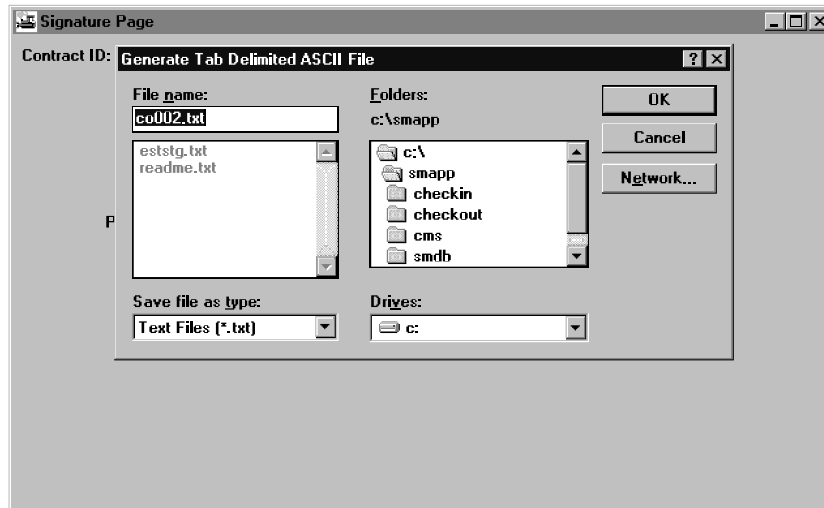 Signature Page
Contract ID:
Generate Tab Delimited ASCII File
File name:
co002.txt
eststg.txt
readme.txt
Save file as type:
Text Files (*.txt)
Folders:
c:\smapp
c:\
smapp
checkin
checkout
cms
smdb
Drives:
c:
OK
Cancel
Network...
P